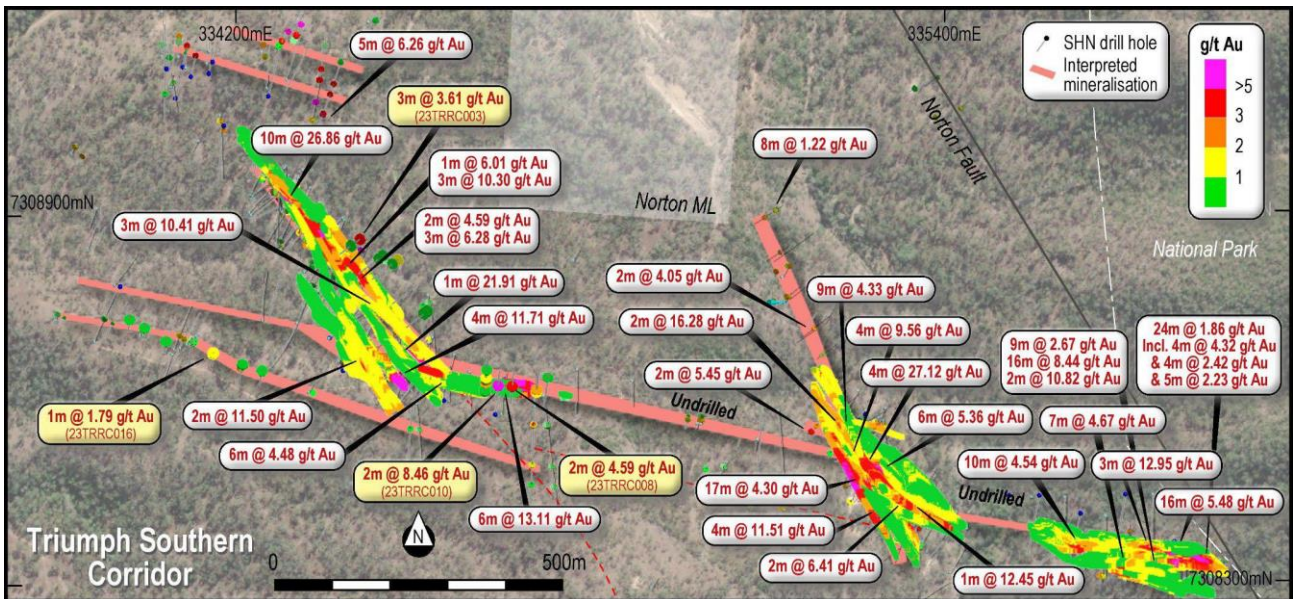 334200mE
335400mE
SHN drill hole
Interpreted
mineralisation
g/t Au
>5
3
2
1
5m @ 6.26 g/t Au
3m @ 3.61 g/t Au
(23TRRC003)
10m @ 26.86 g/t Au
1m @ 6.01 g/t Au
3m @ 10.30 g/t Au
8m @ 1.22 g/t Au
Norton Fault
7308900mN
Norton ML
National Park
3m @ 10.41 g/t Au
2m @ 4.59 g/t Au
3m @ 6.28 g/t Au
1m @ 21.91 g/t Au
4m @ 11.71 g/t Au
2m @ 4.05 g/t Au
9m @ 4.33 g/t Au
2m @ 16.28 g/t Au
4m @ 9.56 g/t Au
4m @ 27.12 g/t Au
9m @ 2.67 g/t Au
16m @ 8.44 g/t Au
2m @ 10.82 g/t Au
24m @ 1.86 g/t Au
Incl. 4m @ 4.32 g/t Au
& 4m @ 2.42 g/t Au
& 5m @ 2.23 g/t Au
2m @ 5.45 g/t Au
Undrilled
1m @ 1.79 g/t Au
(23TRRC016)
2m @ 11.50 g/t Au
6m @ 5.36 g/t Au
7m @ 4.67 g/t Au
6m @ 4.48 g/t Au
2m @ 8.46 g/t Au
(23TRRC010)
2m @ 4.59 g/t Au
(23TRRC008)
10m @ 4.54 g/t Au
3m @ 12.95 g/t Au
17m @ 4.30 g/t Au
Undrilled
16m @ 5.48 g/t Au
6m @ 13.11 g/t Au
4m @ 11.51 g/t Au
N
Triumph Southern
Corridor
0
500m
2m @ 6.41 g/t Au
1m @ 12.45 g/t Au
7308300mN